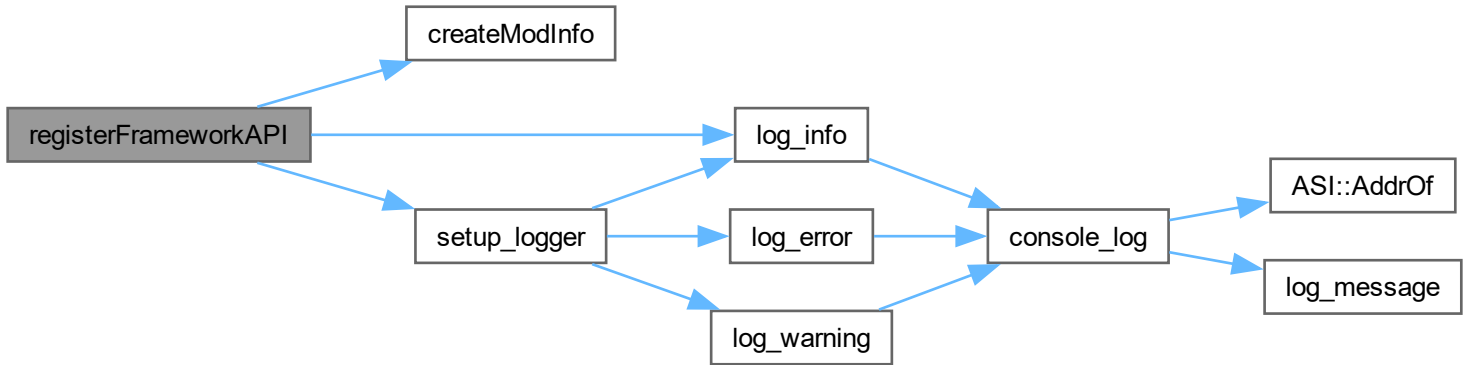 createModInfo
registerFrameworkAPI
log_info
ASI::AddrOf
setup_logger
log_error
console_log
log_message
log_warning